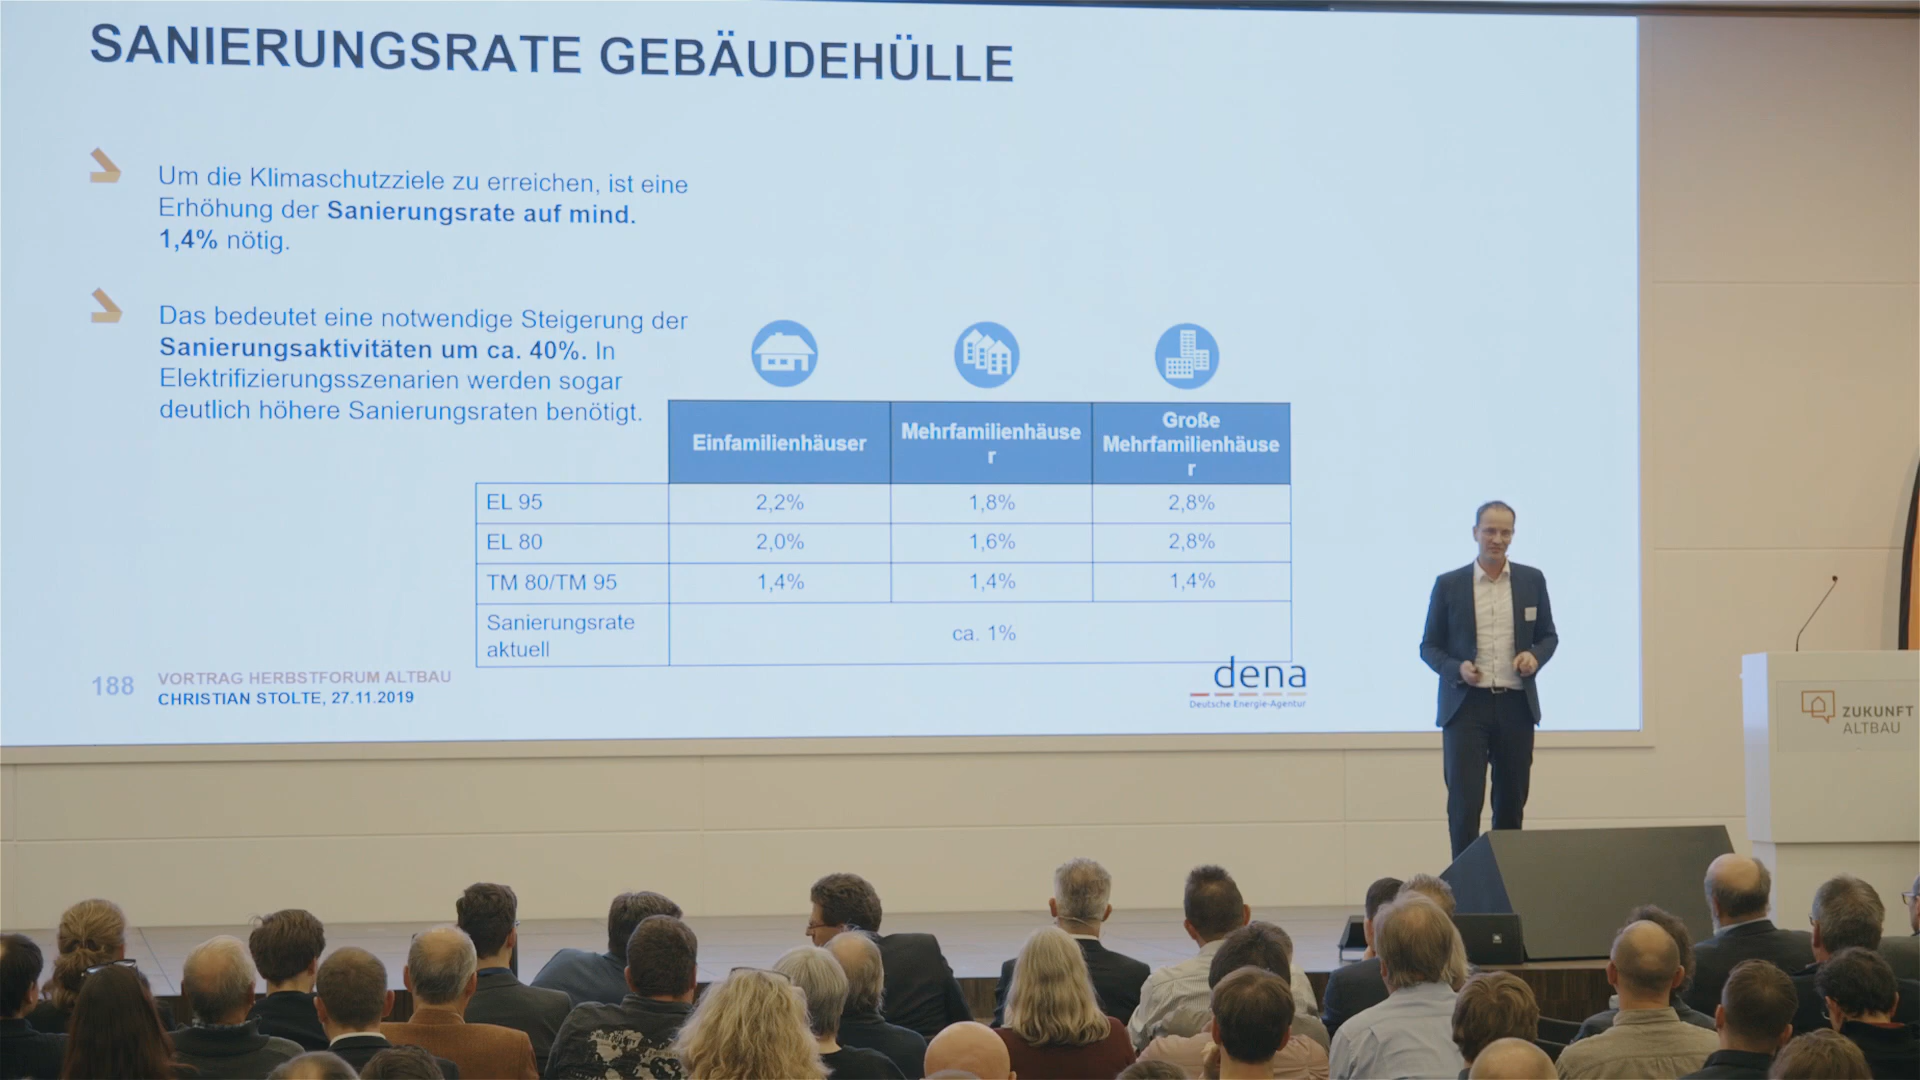 SANIERUNGSRATE GEBÄUDEHÜLLE
Um die Klimaschutzziele zu erreichen, ist eine
Erhöhung der Sanierungsrate auf mind.
1,4% nötig.
Das bedeutet eine notwendige Steigerung der
Sanierungsaktivitäten um ca. 40%. In
Elektrifizierungsszenarien werden sogar
deutlich höhere Sanierungsraten benötigt.
Einfamilienhäuser
Mehrfamilienhäuse
r
Große
Mehrfamilienhäuse
r
EL 95 2,2% 1,8% 2,8%
EL 80 2,0% 1,6% 2,8%
TM 80/TM 95 1,4% 1,4% 1,4%
Sanierungsrate
aktuell
ca. 1%
188
VORTRAG HERBSTFORUM ALTBAU
CHRISTIAN STOLTE, 27.11.2019
dena
Deutsche Energie-Agentur
ZUKUNFT
ALTBAU